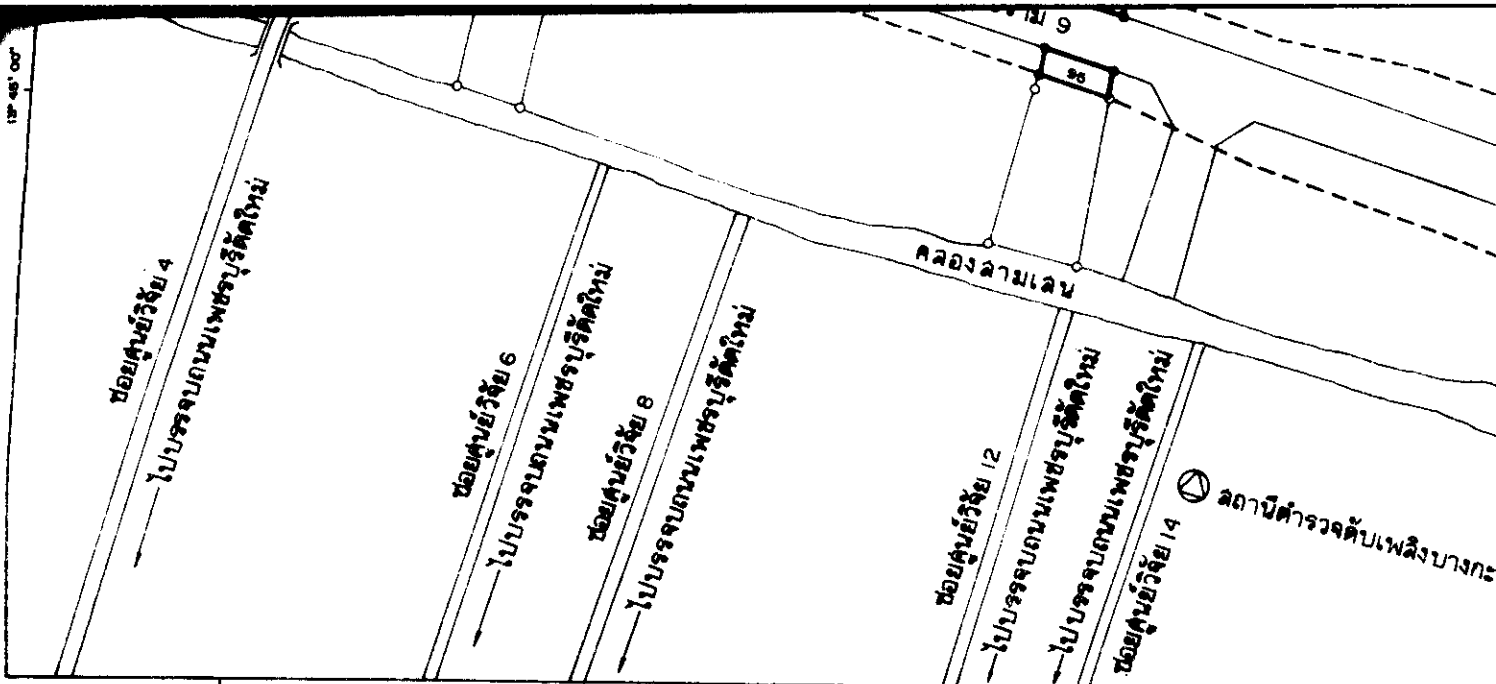 ราม 9
13° 45' 00"
95
คลองลามเลน
ซอยศูนย์วิจัย 4
ไปบรรจบถนนเพชรบุรีตัดใหม่
ซอยศูนย์วิจัย 6
ไปบรรจบถนนเพชรบุรีตัดใหม่
ซอยศูนย์วิจัย 8
ไปบรรจบถนนเพชรบุรีตัดใหม่
ซอยศูนย์วิจัย 12
ไปบรรจบถนนเพชรบุรีตัดใหม่
ไปบรรจบถนนเพชรบุรีตัดใหม่
ซอยศูนย์วิจัย 14
สถานีตำรวจดับเพลิงบางกะ